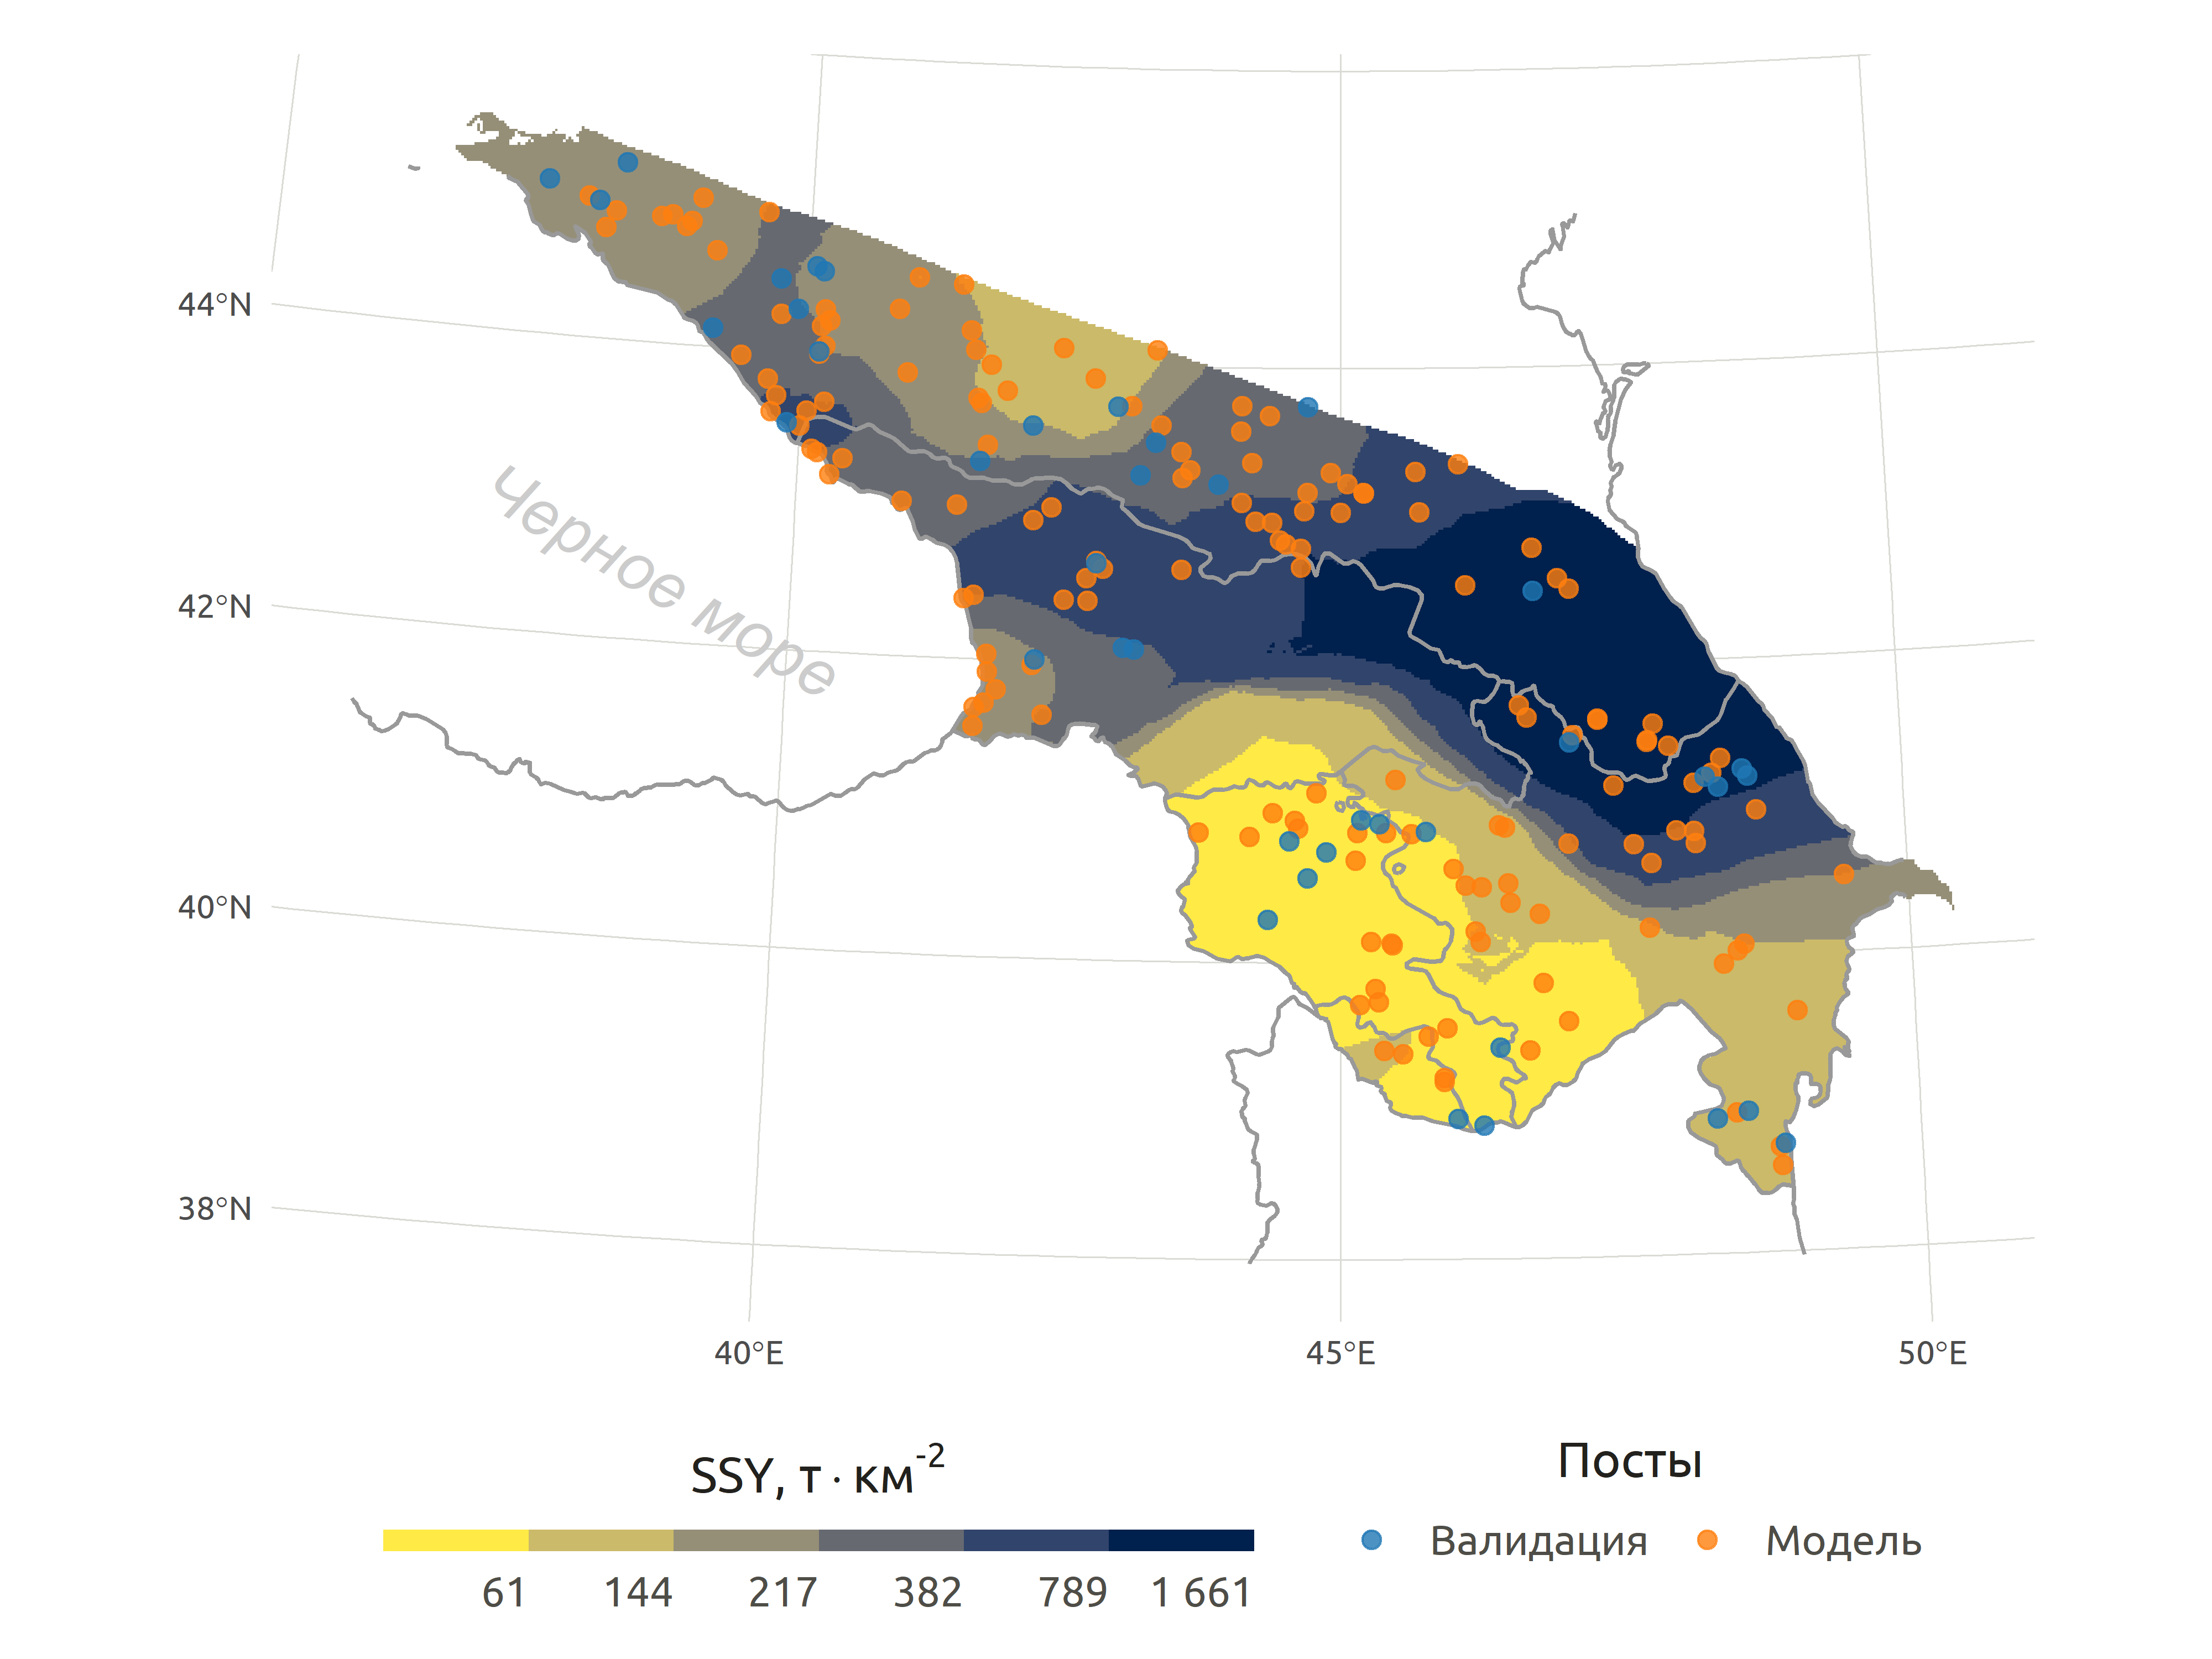 44°N
Черное море
42°N
40°N
38°N
40°E 45°E 50°E
SSY, т · км⁻²
61 144 217 382 789 1 661
Посты
Валидация Модель